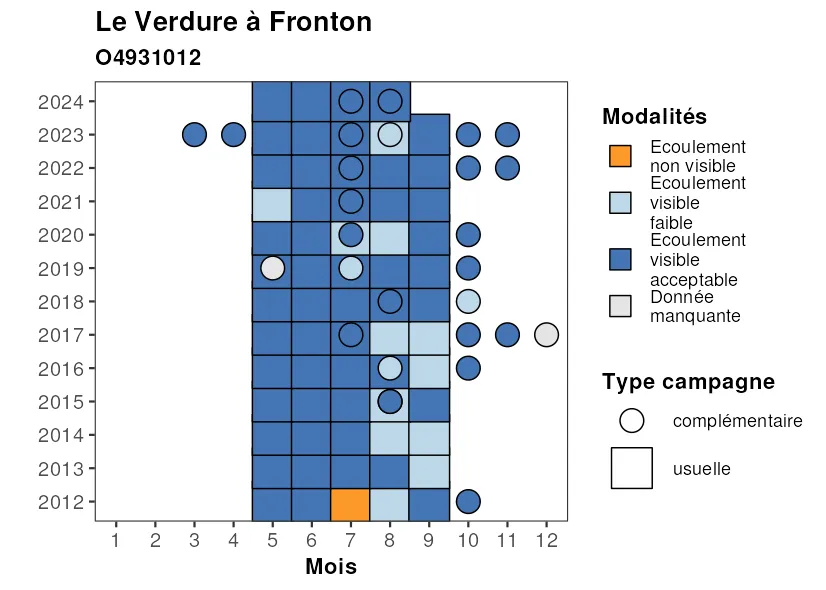 Le Verdure à Fronton
O4931012
2024
2023
2022
2021
2020
2019
2018
2017
2016
2015
2014
2013
2012
1 2 3 4 5 6 7 8 9 10 11 12
Mois
Modalités
Ecoulement
non visible
Ecoulement
visible
faible
Ecoulement
visible
acceptable
Donnée
manquante
Type campagne
complémentaire
usuelle